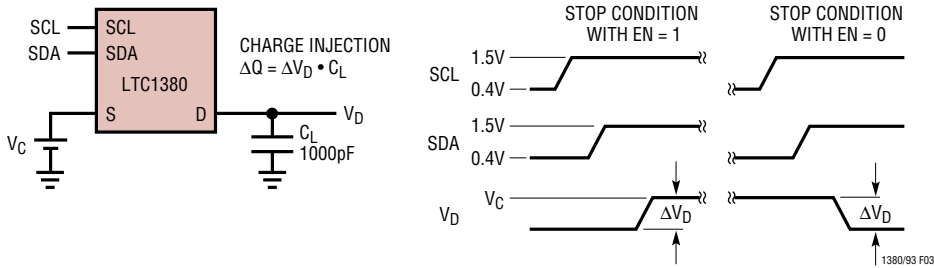 SCL
SCL
SDA
SDA
LTC1380
S
D
V_C
CHARGE INJECTION
ΔQ = ΔV_D • C_L
V_D
C_L
1000pF
STOP CONDITION
WITH EN = 1
STOP CONDITION
WITH EN = 0
SCL
1.5V
0.4V
SDA
1.5V
0.4V
V_D
V_C
ΔV_D
ΔV_D
1380/93 F03